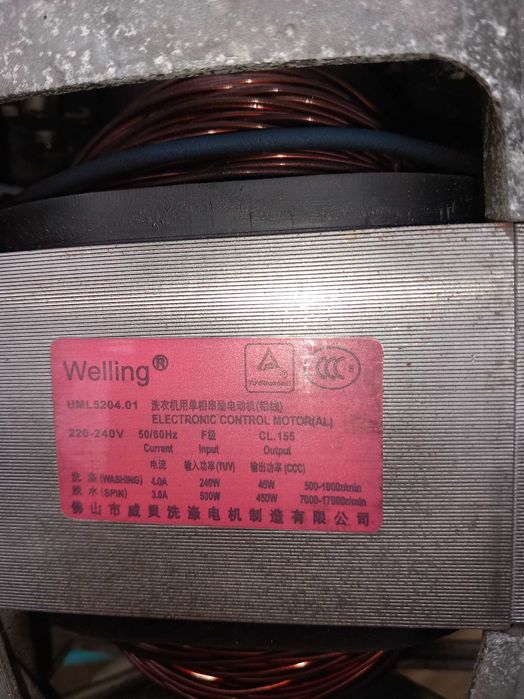 Welling®
TÜVRheinland
CCC
UML5204.01 洗衣机用单相串励电动机(铝线)
ELECTRONIC CONTROL MOTOR(AL)
220-240V 50/60Hz F级 CL.155
Current Input Output
电流 输入功率(TUV) 输出功率(CCC)
洗 涤 (WASHING) 4.0A 240W 45W 500-1000r/min
脱 水 (SPIN) 3.0A 500W 450W 7000-17000r/min
佛山市威灵洗涤电机制造有限公司